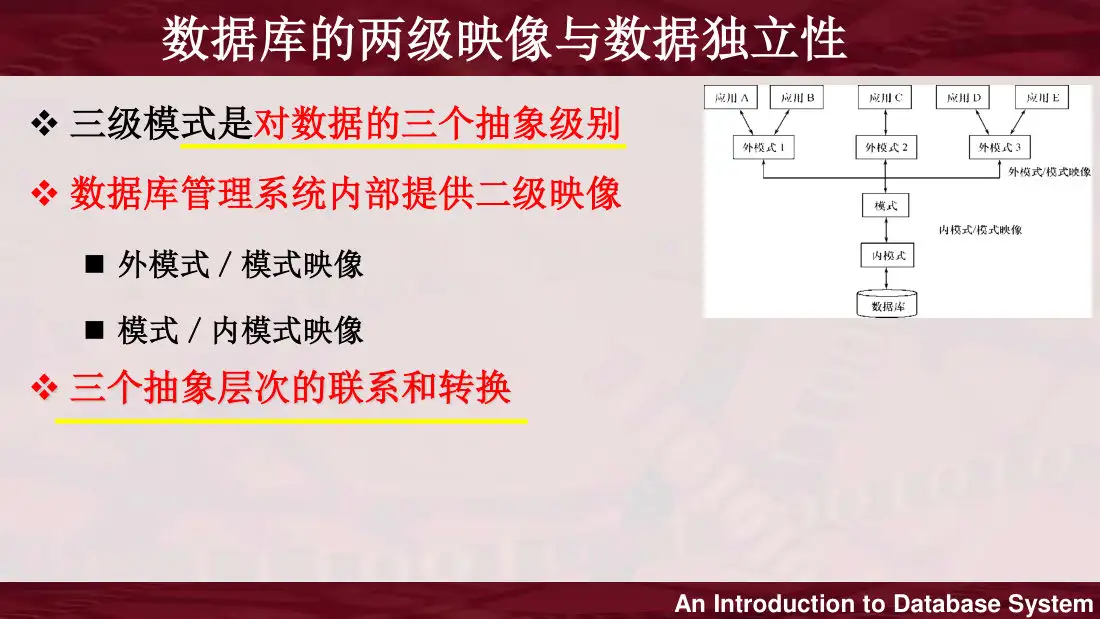 数据库的两级映像与数据独立性
三级模式是对数据的三个抽象级别
数据库管理系统内部提供二级映像
外模式／模式映像
模式／内模式映像
三个抽象层次的联系和转换
应用 A 应用 B 应用 C 应用 D 应用 E
外模式 1 外模式 2 外模式 3
外模式/模式映像
模式
内模式/模式映像
内模式
数据库
An Introduction to Database System